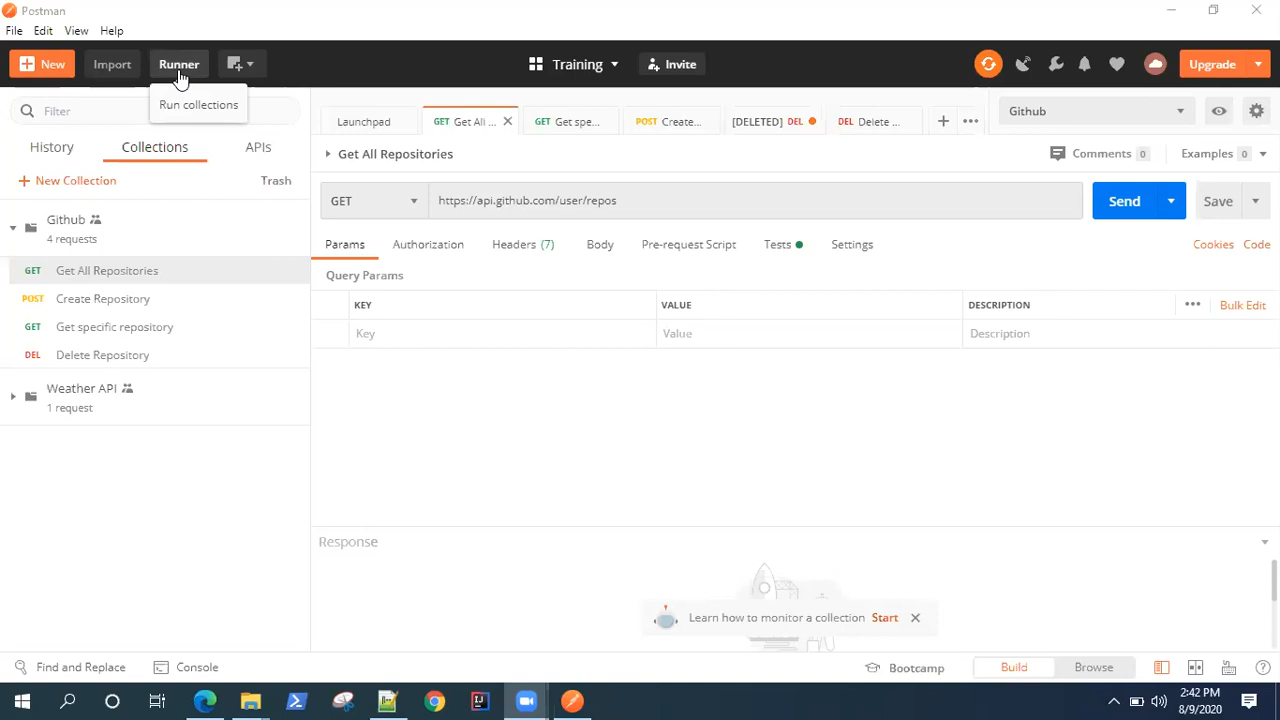 Postman
File Edit View Help
New Import Runner Training Invite Upgrade
Run collections
Filter
History Collections APIs
New Collection Trash
Github
4 requests
GET Get All Repositories
POST Create Repository
GET Get specific repository
DEL Delete Repository
Weather API
1 request
Launchpad GET Get All ... GET Get spe... POST Create... [DELETED] DEL DEL Delete ... Github
Get All Repositories Comments 0 Examples 0
GET https://api.github.com/user/repos Send Save
Params Authorization Headers (7) Body Pre-request Script Tests Settings Cookies Code
Query Params
KEY VALUE DESCRIPTION Bulk Edit
Key Value Description
Response
Learn how to monitor a collection Start
Find and Replace Console Bootcamp Build Browse
2:42 PM
8/9/2020